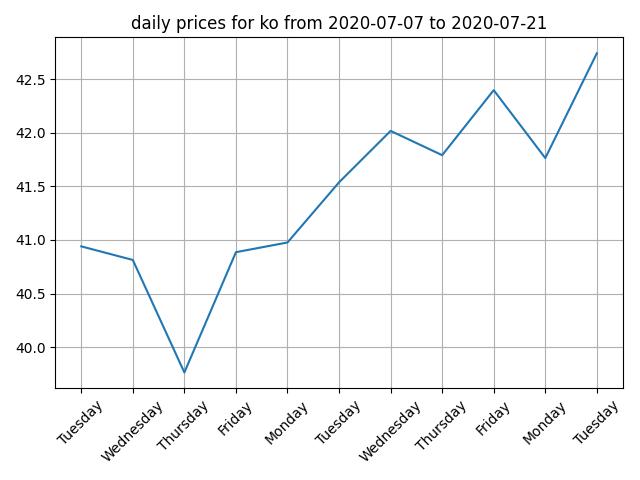 daily prices for ko from 2020-07-07 to 2020-07-21
42.5
42.0
41.5
41.0
40.5
40.0
Tuesday
Wednesday
Thursday
Friday
Monday
Tuesday
Wednesday
Thursday
Friday
Monday
Tuesday